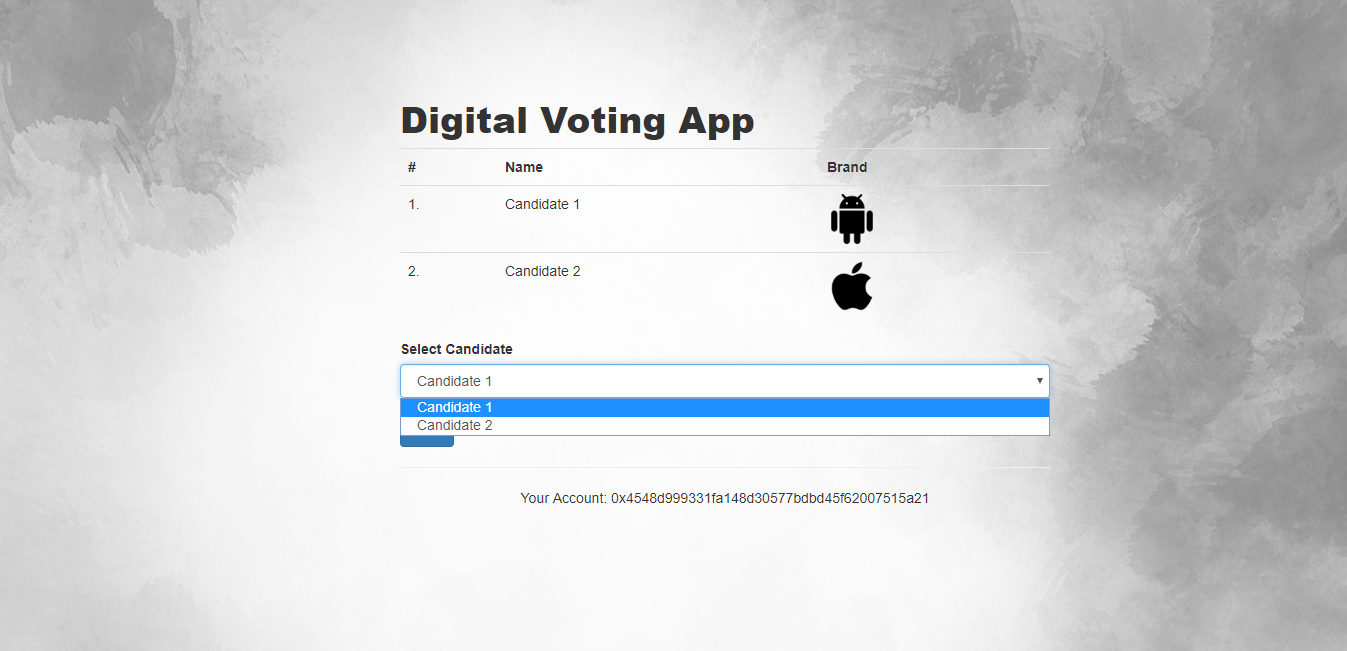 Digital Voting App
# Name Brand
1. Candidate 1
2. Candidate 2
Select Candidate
Candidate 1
Candidate 1
Candidate 2
Your Account: 0x4548d999331fa148d30577bdbd45f62007515a21